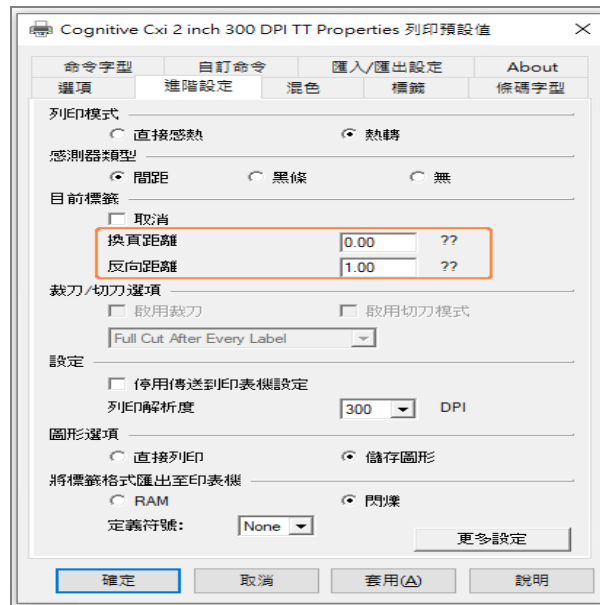 Cognitive Cxi 2 inch 300 DPI TT Properties 列印預設值
命令字型 自訂命令 匯入/匯出設定 About
選項 進階設定 混色 標籤 條碼字型
列印模式
直接感熱 熱轉
感測器類型
間距 黑條 無
目前標籤
取消
換頁距離 0.00 ??
反向距離 1.00 ??
裁刀/切刀選項
啟用裁刀 啟用切刀模式
Full Cut After Every Label
設定
停用傳送到印表機設定
列印解析度 300 DPI
圖形選項
直接列印 儲存圖形
將標籤格式匯出至印表機
RAM 閃爍
定義符號: None
更多設定
確定 取消 套用(A) 說明